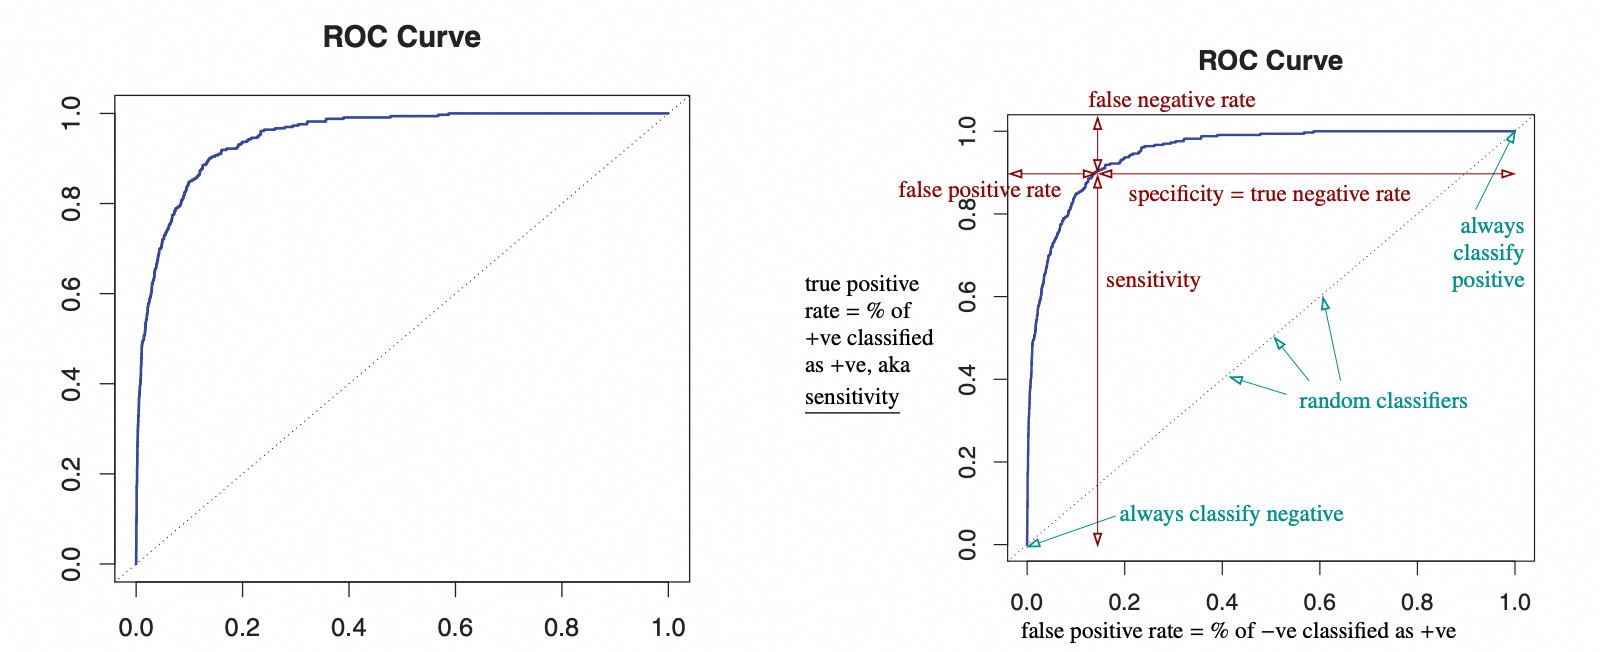 ROC Curve
1.0
0.8
0.6
0.4
0.2
0.0
0.0 0.2 0.4 0.6 0.8 1.0
ROC Curve
false negative rate
false positive rate
specificity = true negative rate
always
classify
positive
sensitivity
true positive
rate = % of
+ve classified
as +ve, aka
sensitivity
random classifiers
always classify negative
1.0
0.8
0.6
0.4
0.2
0.0
0.0 0.2 0.4 0.6 0.8 1.0
false positive rate = % of −ve classified as +ve